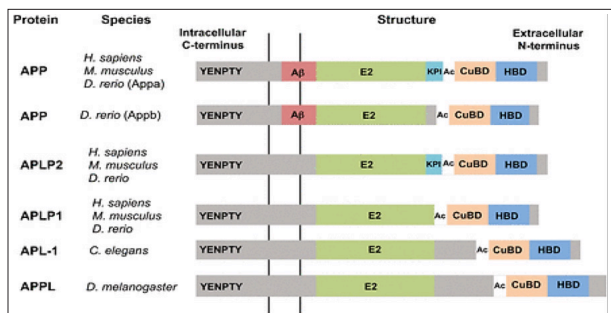 Protein Species Structure
Intracellular C-terminus
Extracellular N-terminus
APP
H. sapiens
M. musculus
D. rerio (Appa)
YENPTY Aβ E2 KPI Ac CuBD HBD
APP D. rerio (Appb) YENPTY Aβ E2 Ac CuBD HBD
APLP2
H. sapiens
M. musculus
D. rerio
YENPTY E2 KPI Ac CuBD HBD
APLP1
H. sapiens
M. musculus
D. rerio
YENPTY E2 Ac CuBD HBD
APL-1 C. elegans YENPTY E2 Ac CuBD HBD
APPL D. melanogaster YENPTY E2 Ac CuBD HBD